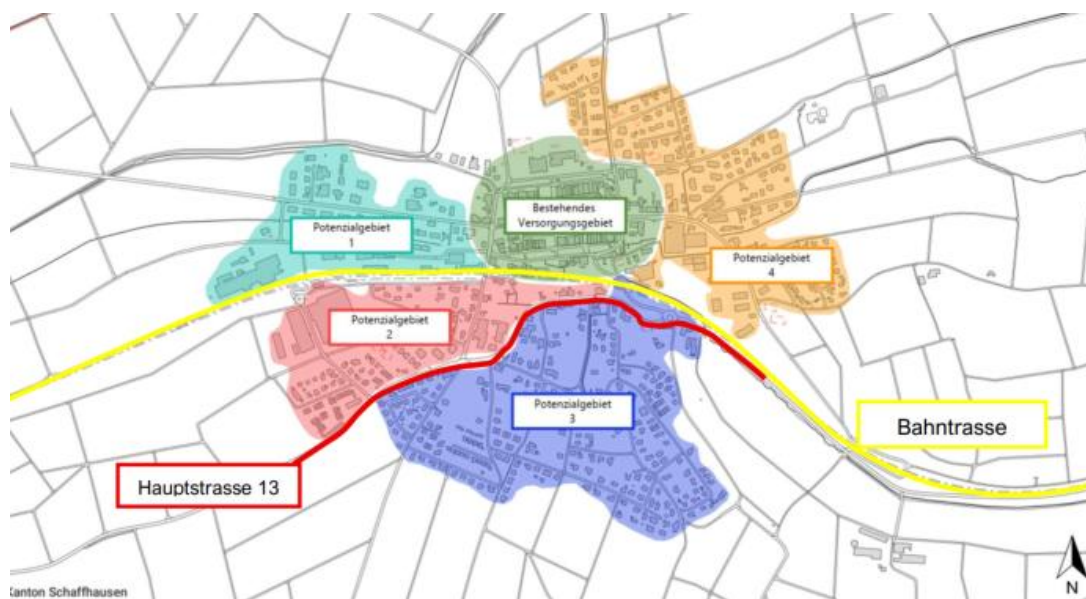 Bestehendes
Versorgungsgebiet
Potenzialgebiet
1
Potenzialgebiet
4
Potenzialgebiet
2
Potenzialgebiet
3
Bahntrasse
Hauptstrasse 13
Kanton Schaffhausen
N